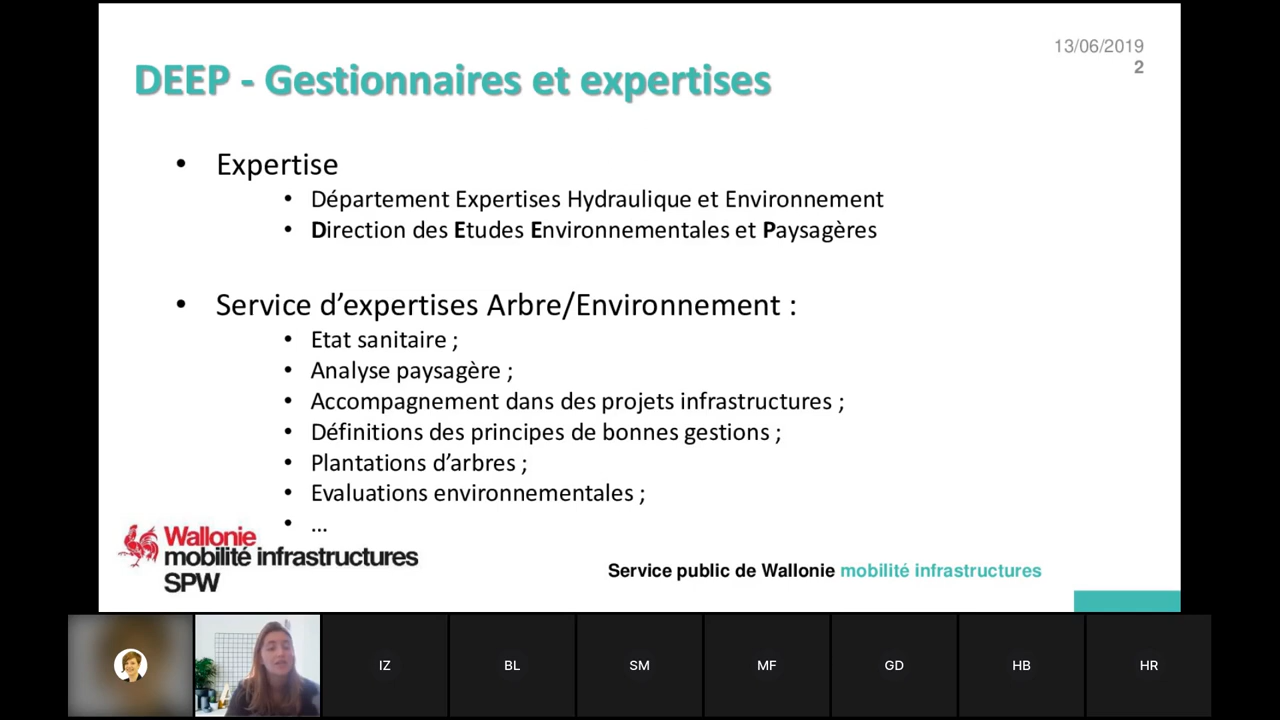 13/06/2019
2
DEEP - Gestionnaires et expertises
• Expertise
• Département Expertises Hydraulique et Environnement
• Direction des Etudes Environnementales et Paysagères
• Service d’expertises Arbre/Environnement :
• Etat sanitaire ;
• Analyse paysagère ;
• Accompagnement dans des projets infrastructures ;
• Définitions des principes de bonnes gestions ;
• Plantations d’arbres ;
• Evaluations environnementales ;
• ...
Wallonie
mobilité infrastructures
SPW
Service public de Wallonie mobilité infrastructures
IZ BL SM MF GD HB HR